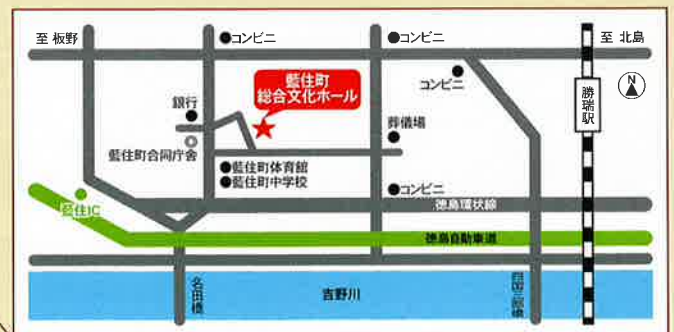 至 板野
コンビニ
コンビニ
至 北島
藍住町
総合文化ホール
コンビニ
N
銀行
勝瑞駅
葬儀場
藍住町合同庁舎
藍住町体育館
藍住町中学校
コンビニ
徳島環状線
藍住IC
徳島自動車道
名田橋
吉野川
四国三郎橋